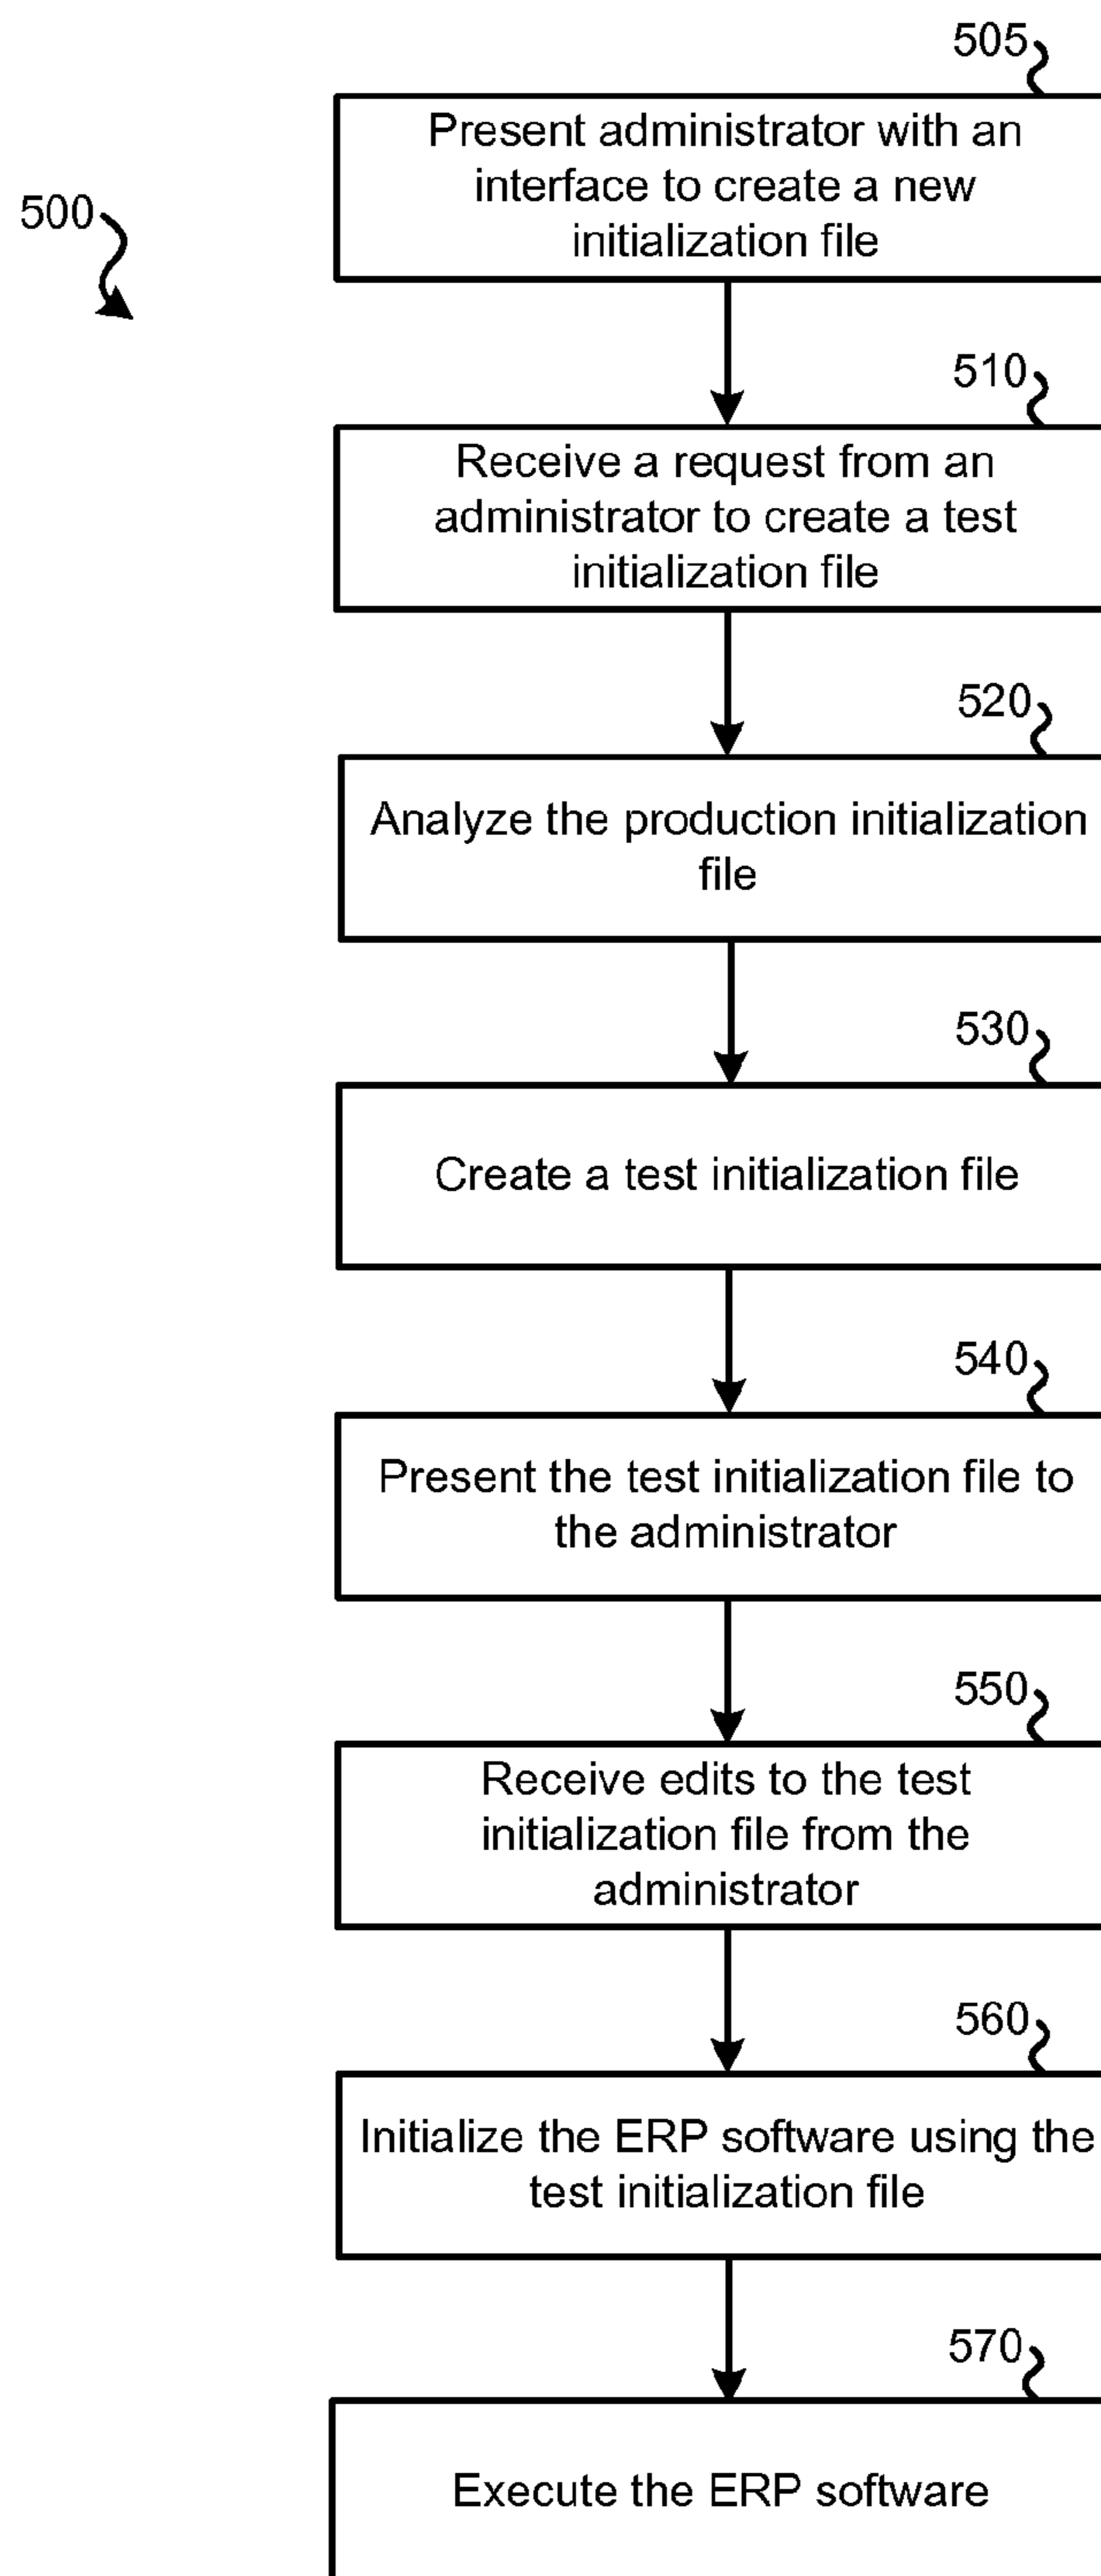 505
Present administrator with an
interface to create a new
initialization file
500
510
Receive a request from an
administrator to create a test
initialization file
520
Analyze the production initialization
file
530
Create a test initialization file
540
Present the test initialization file to
the administrator
550
Receive edits to the test
initialization file from the
administrator
560
Initialize the ERP software using the
test initialization file
570
Execute the ERP software